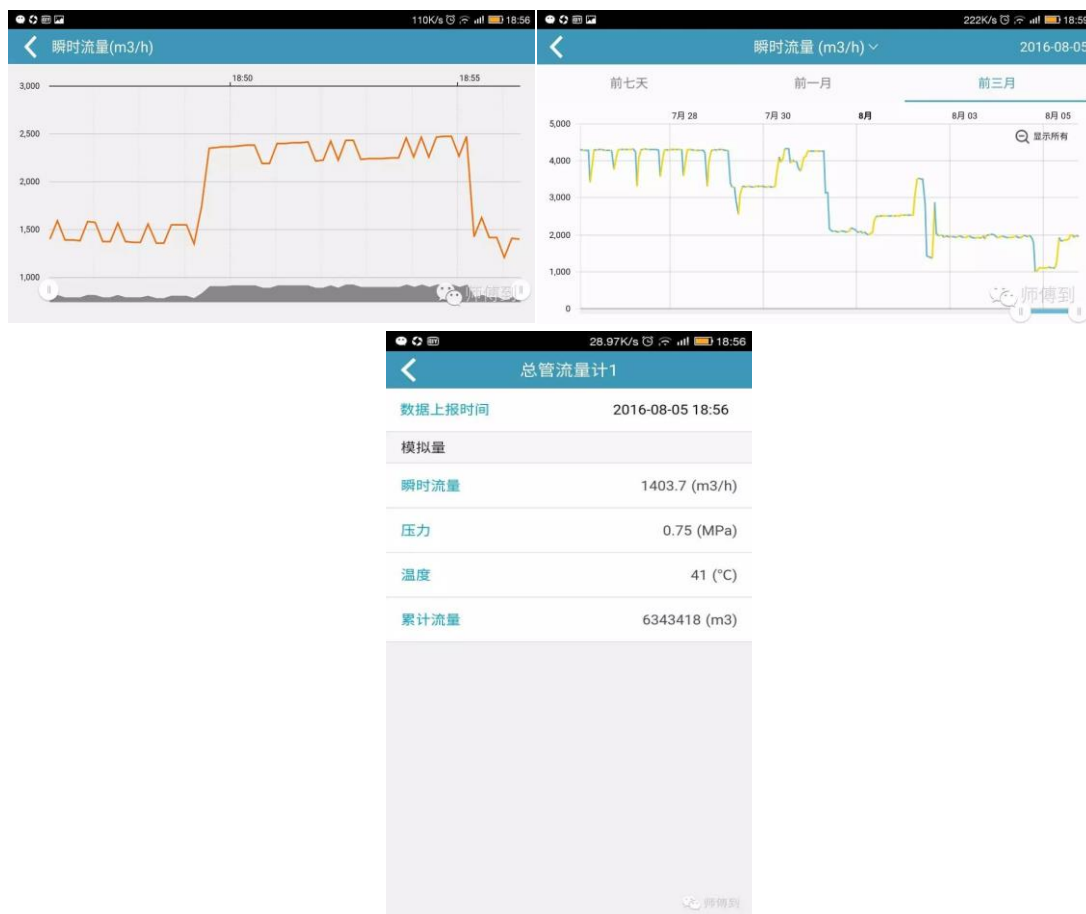 110K/s 18:56
瞬时流量(m3/h)
18:50 18:55
3,000
2,500
2,000
1,500
1,000
师傅到
222K/s 18:59
瞬时流量 (m3/h) 2016-08-05
前七天 前一月 前三月
7月 28 7月 30 8月 8月 03 8月 05
5,000
显示所有
4,000
3,000
2,000
1,000
0
师傅到
28.97K/s 18:56
总管流量计1
数据上报时间 2016-08-05 18:56
模拟量
瞬时流量 1403.7 (m3/h)
压力 0.75 (MPa)
温度 41 (°C)
累计流量 6343418 (m3)
师傅到